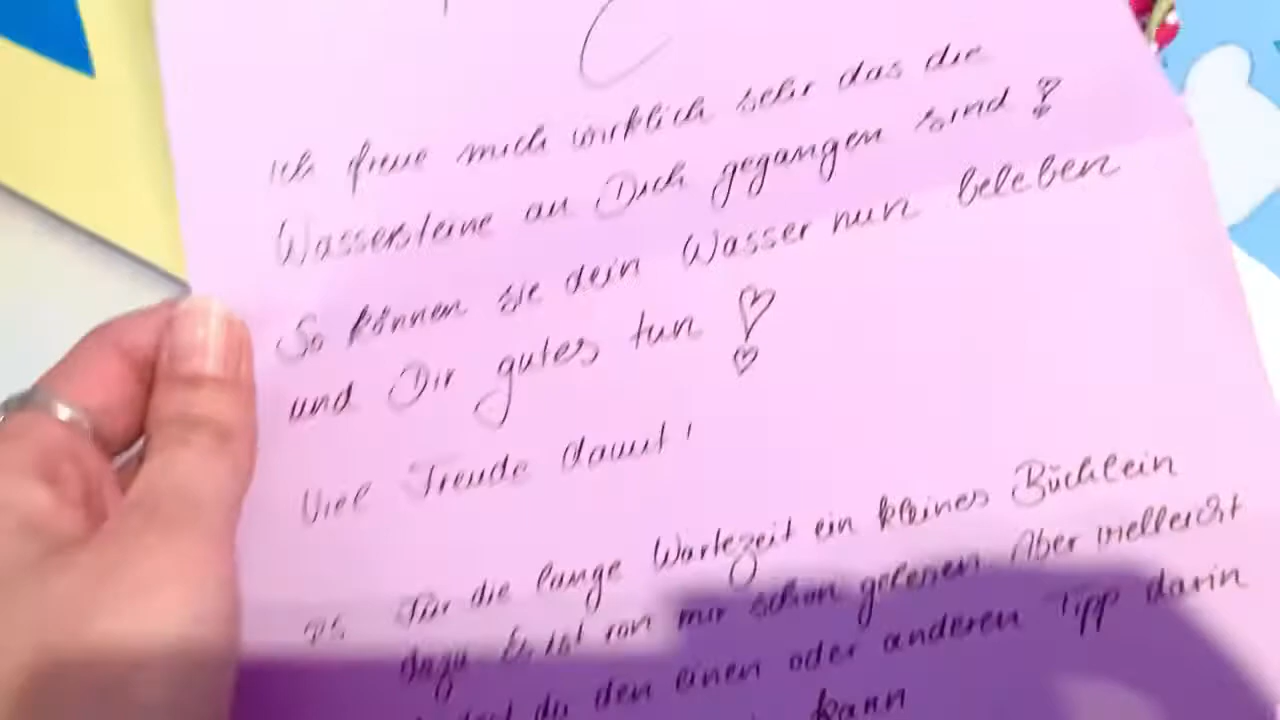 Ich freue mich wirklich sehr das die
Wassersteine an Dich gegangen sind!
So können sie dein Wasser nun beleben
und Dir gutes tun
Viel Freude damit!
PS Für die lange Wartezeit ein kleines Büchlein
dazu Es ist von mir schon gelesen. Aber vielleicht
du den einen oder anderen Tipp darin
kann